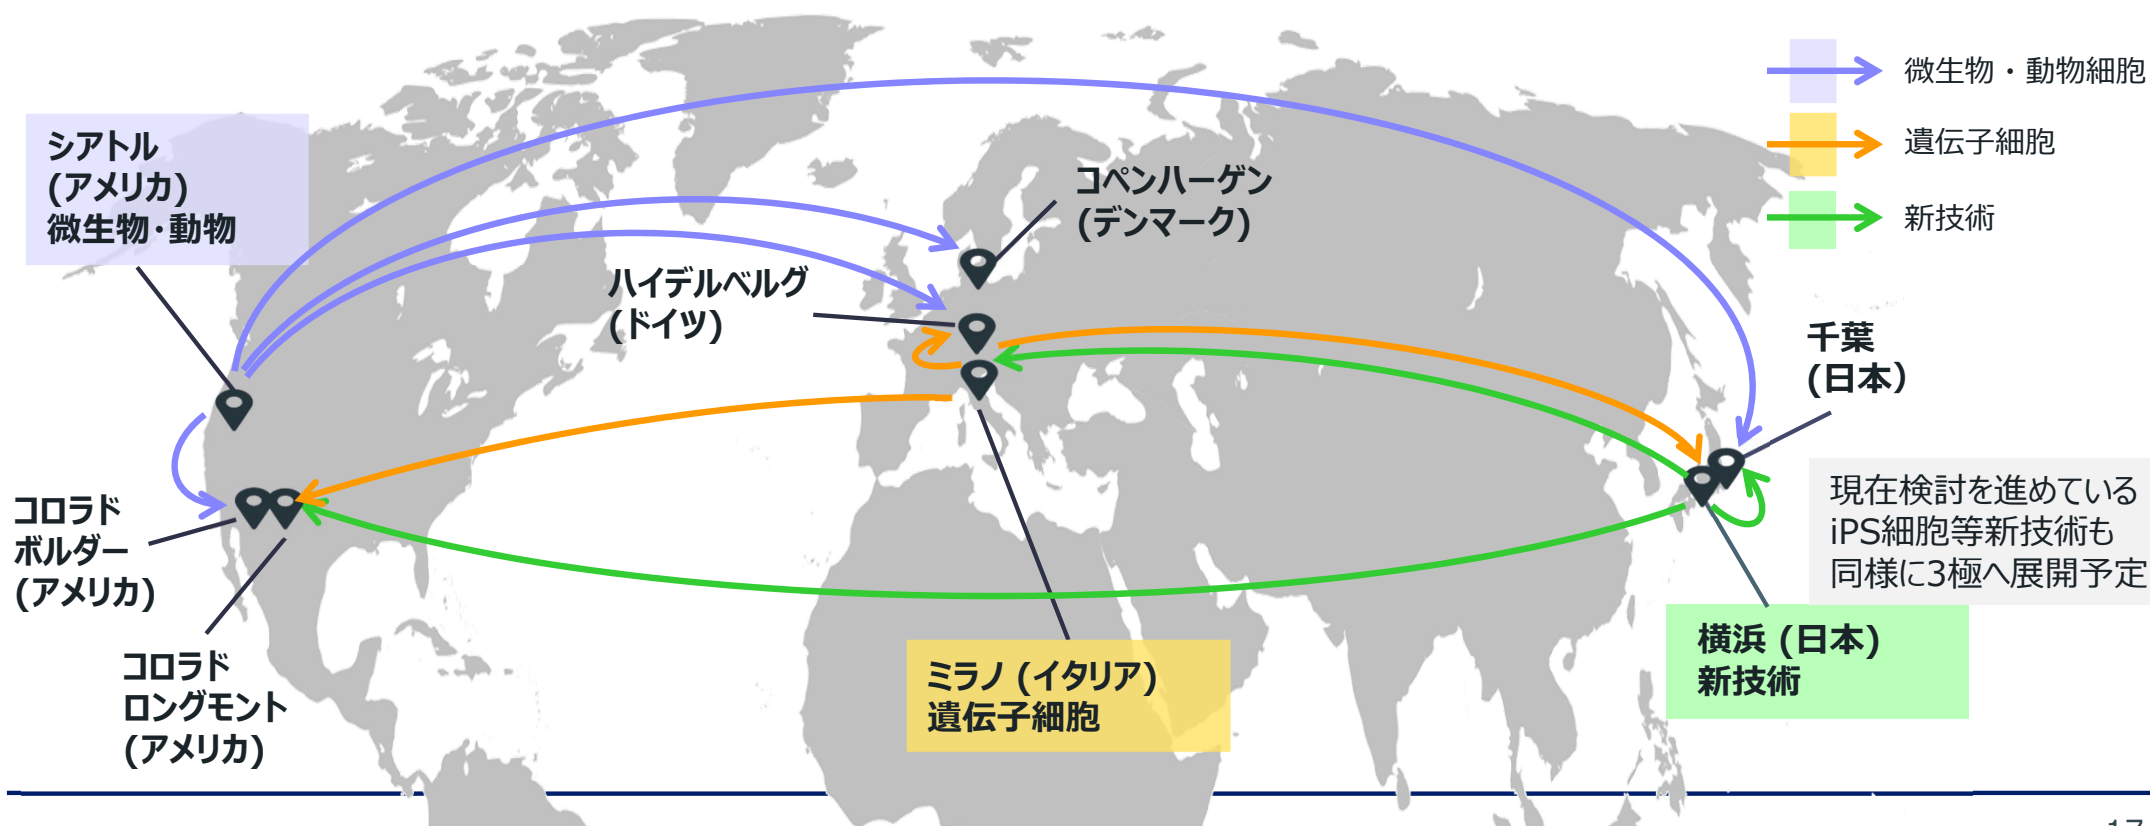 微生物・動物細胞
遺伝子細胞
新技術
シアトル
(アメリカ)
微生物･動物
コペンハーゲン
(デンマーク)
ハイデルベルグ
(ドイツ)
千葉
(日本）
コロラド
ボルダー
(アメリカ)
コロラド
ロングモント
(アメリカ)
ミラノ (イタリア)
遺伝子細胞
現在検討を進めている
iPS細胞等新技術も
同様に3極へ展開予定
横浜 (日本)
新技術